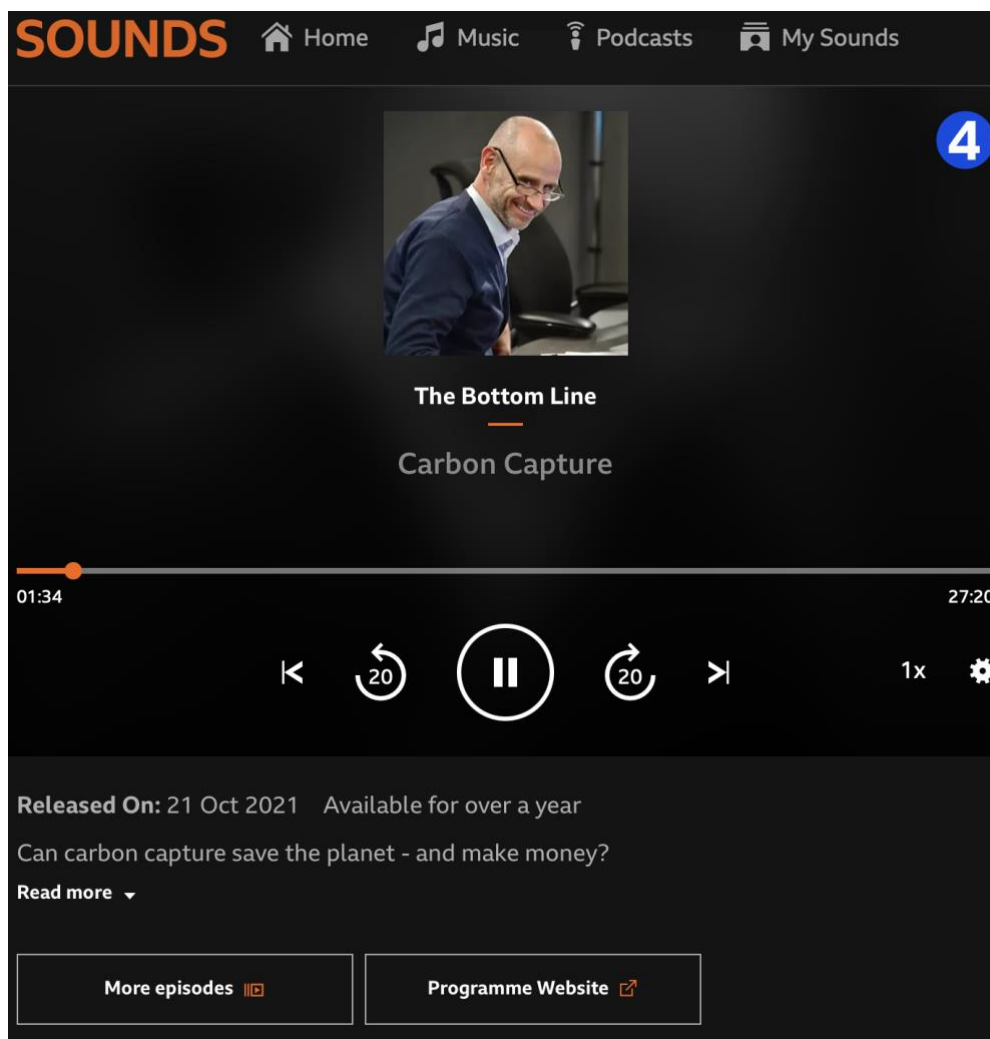 SOUNDS Home Music Podcasts My Sounds
4
The Bottom Line
Carbon Capture
01:34 27:20
20 20 1x
Released On: 21 Oct 2021 Available for over a year
Can carbon capture save the planet - and make money?
Read more
More episodes Programme Website